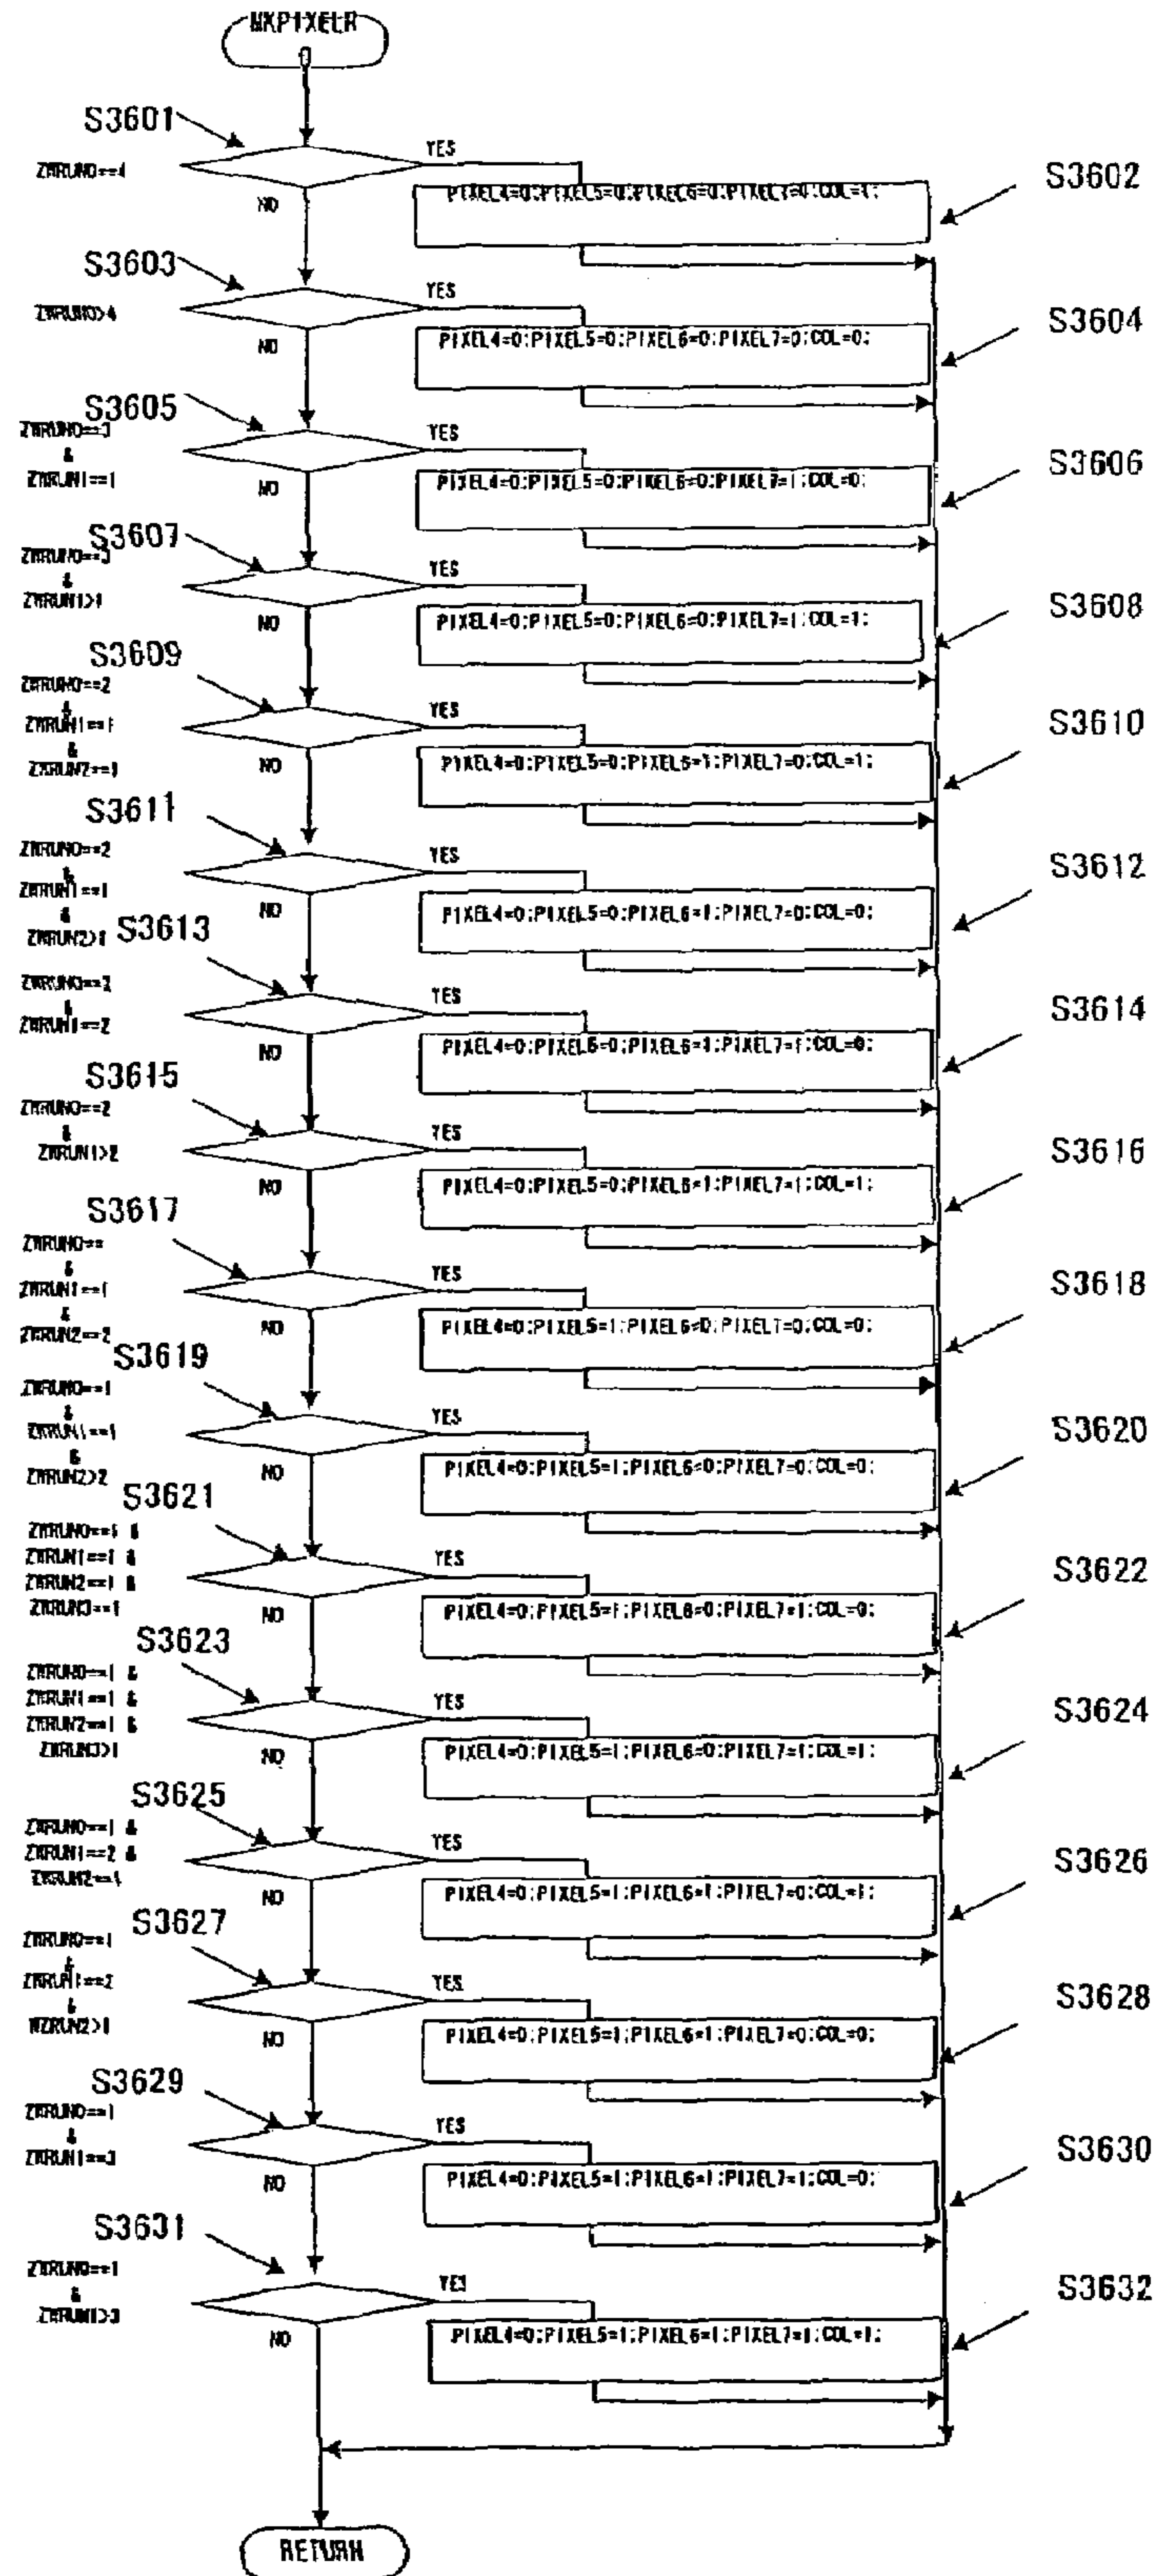 MKPIXELR
S3601
ZWRUN0==4
YES
NO
PIXEL4=0;PIXEL5=0;PIXEL6=0;PIXEL7=0;COL=1;
S3602
S3603
ZWRUN0>4
YES
NO
PIXEL4=0;PIXEL5=0;PIXEL6=0;PIXEL7=0;COL=0;
S3604
S3605
ZWRUN0==3
&
ZWRUN1==1
YES
NO
PIXEL4=0;PIXEL5=0;PIXEL6=0;PIXEL7=1;COL=0;
S3606
S3607
ZWRUN0==3
&
ZWRUN1>1
YES
NO
PIXEL4=0;PIXEL5=0;PIXEL6=0;PIXEL7=1;COL=1;
S3608
S3609
ZWRUN0==2
&
ZWRUN1==1
&
ZWRUN2==1
YES
NO
PIXEL4=0;PIXEL5=0;PIXEL6=1;PIXEL7=0;COL=1;
S3610
S3611
ZWRUN0==2
&
ZWRUN1==1
&
ZWRUN2>1
YES
NO
PIXEL4=0;PIXEL5=0;PIXEL6=1;PIXEL7=0;COL=0;
S3612
S3613
ZWRUN0==2
&
ZWRUN1==2
YES
NO
PIXEL4=0;PIXEL5=0;PIXEL6=1;PIXEL7=1;COL=0;
S3614
S3615
ZWRUN0==2
&
ZWRUN1>2
YES
NO
PIXEL4=0;PIXEL5=0;PIXEL6=1;PIXEL7=1;COL=1;
S3616
S3617
ZWRUN0==
&
ZWRUN1==1
&
ZWRUN2==2
YES
NO
PIXEL4=0;PIXEL5=1;PIXEL6=0;PIXEL7=0;COL=0;
S3618
S3619
ZWRUN0==1
&
ZWRUN1==1
&
ZWRUN2>2
YES
NO
PIXEL4=0;PIXEL5=1;PIXEL6=0;PIXEL7=0;COL=0;
S3620
S3621
ZWRUN0==1 &
ZWRUN1==1 &
ZWRUN2==1 &
ZWRUN3==1
YES
NO
PIXEL4=0;PIXEL5=1;PIXEL6=0;PIXEL7=1;COL=0;
S3622
S3623
ZWRUN0==1 &
ZWRUN1==1 &
ZWRUN2==1 &
ZWRUN3>1
YES
NO
PIXEL4=0;PIXEL5=1;PIXEL6=0;PIXEL7=1;COL=1;
S3624
S3625
ZWRUN0==1 &
ZWRUN1==2 &
ZWRUN2==1
YES
NO
PIXEL4=0;PIXEL5=1;PIXEL6=1;PIXEL7=0;COL=1;
S3626
S3627
ZWRUN0==1
&
ZWRUN1==2
&
WZRUN2>1
YES
NO
PIXEL4=0;PIXEL5=1;PIXEL6=1;PIXEL7=0;COL=0;
S3628
S3629
ZWRUN0==1
&
ZWRUN1==3
YES
NO
PIXEL4=0;PIXEL5=1;PIXEL6=1;PIXEL7=1;COL=0;
S3630
S3631
ZWRUN0==1
&
ZWRUN1>3
YES
NO
PIXEL4=0;PIXEL5=1;PIXEL6=1;PIXEL7=1;COL=1;
S3632
RETURN